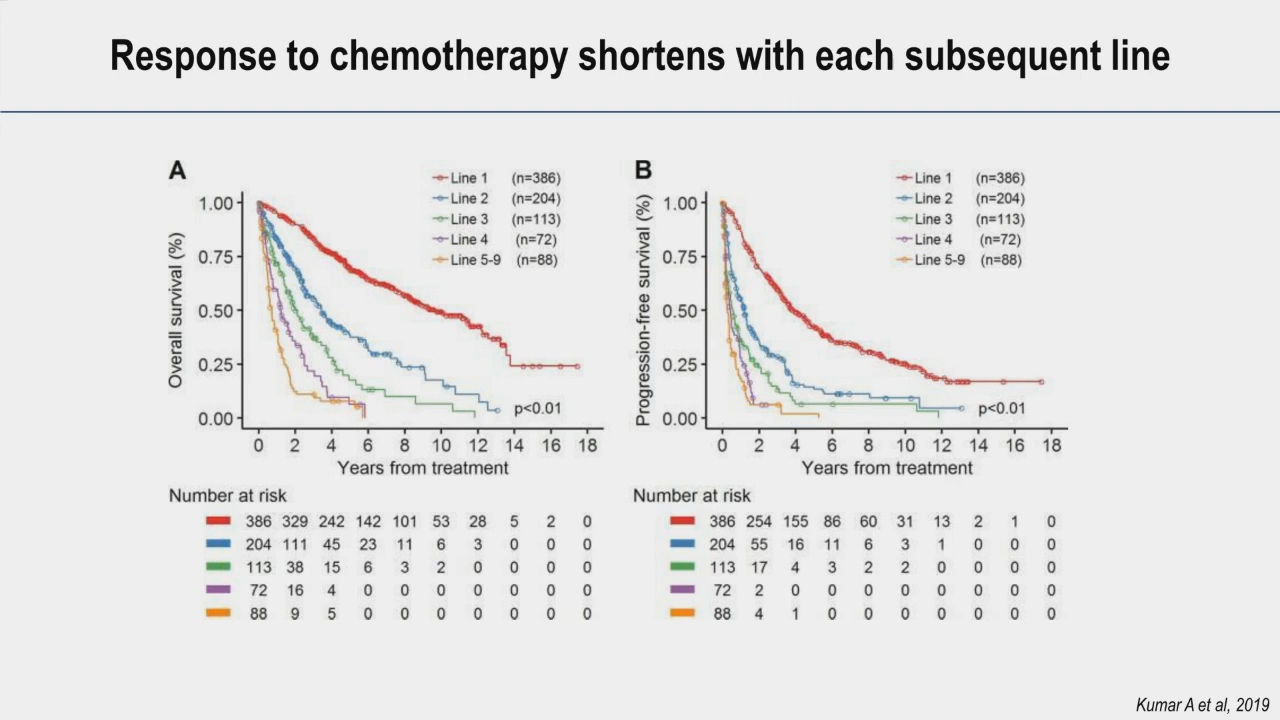 Response to chemotherapy shortens with each subsequent line
A
Line 1 (n=386)
Line 2 (n=204)
Line 3 (n=113)
Line 4 (n=72)
Line 5-9 (n=88)
Overall survival (%)
1.00
0.75
0.50
0.25
0.00
p<0.01
0 2 4 6 8 10 12 14 16 18
Years from treatment
Number at risk
386 329 242 142 101 53 28 5 2 0
204 111 45 23 11 6 3 0 0 0
113 38 15 6 3 2 0 0 0 0
72 16 4 0 0 0 0 0 0 0
88 9 5 0 0 0 0 0 0 0
B
Line 1 (n=386)
Line 2 (n=204)
Line 3 (n=113)
Line 4 (n=72)
Line 5-9 (n=88)
Progression-free survival (%)
1.00
0.75
0.50
0.25
0.00
p<0.01
0 2 4 6 8 10 12 14 16 18
Years from treatment
Number at risk
386 254 155 86 60 31 13 2 1 0
204 55 16 11 6 3 1 0 0 0
113 17 4 3 2 2 0 0 0 0
72 2 0 0 0 0 0 0 0 0
88 4 1 0 0 0 0 0 0 0
Kumar A et al, 2019